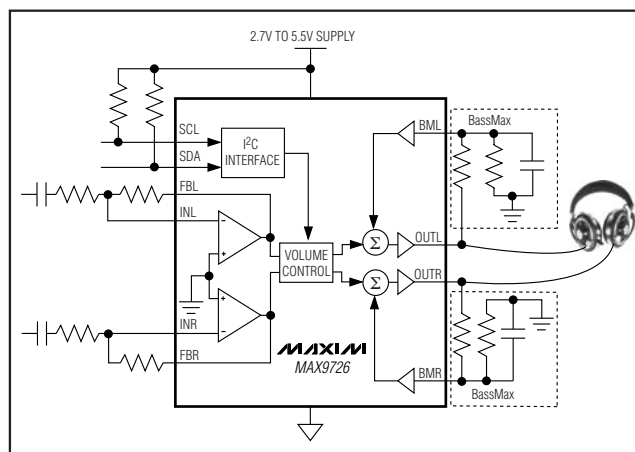 2.7V TO 5.5V SUPPLY
SCL
SDA
I²C
INTERFACE
FBL
INL
VOLUME
CONTROL
INR
FBR
MAXIM
MAX9726
BML
BassMax
Σ
OUTL
Σ
OUTR
BMR
BassMax